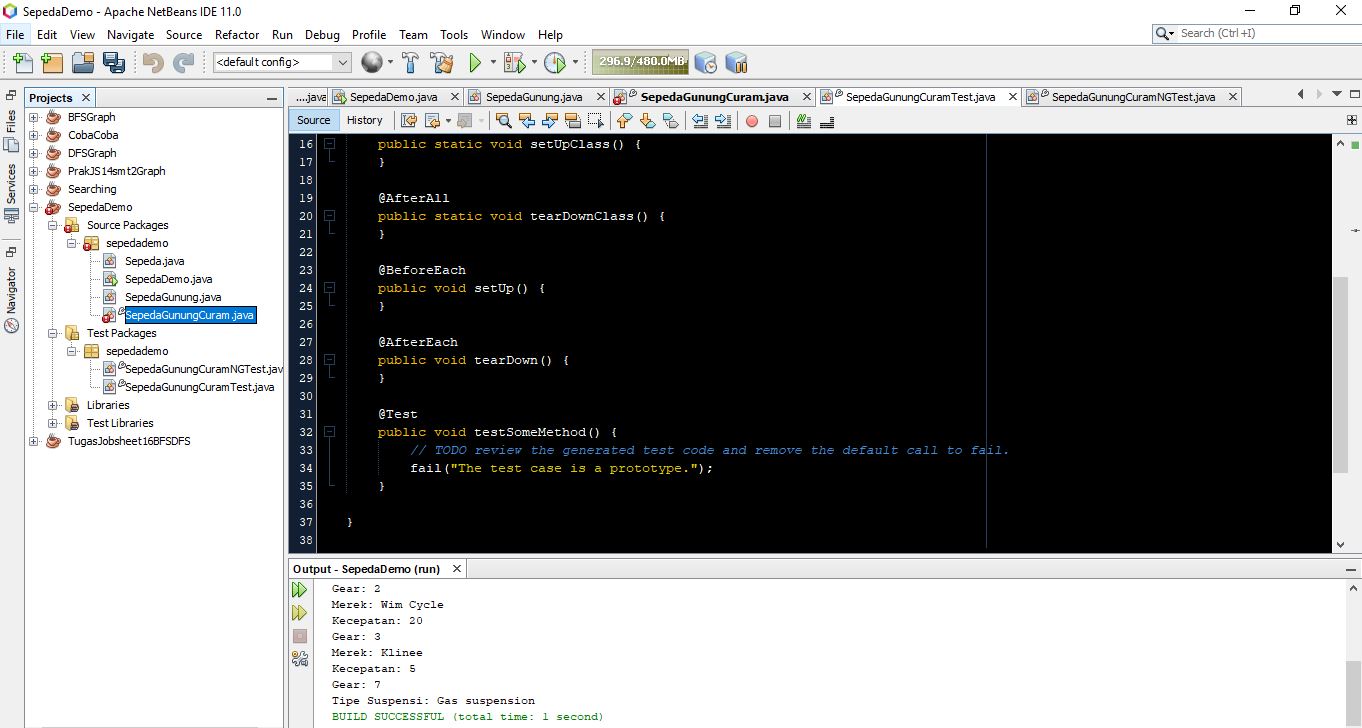 SepedaDemo - Apache NetBeans IDE 11.0
File Edit View Navigate Source Refactor Run Debug Profile Team Tools Window Help
Search (Ctrl+I)
<default config>
296.9/480.0MB
Projects
....java
SepedaDemo.java
SepedaGunung.java
SepedaGunungCuram.java
SepedaGunungCuramTest.java
SepedaGunungCuramNGTest.java
Files
Services
Navigator
BFSGraph
CobaCoba
DFSGraph
PrakJS14smt2Graph
Searching
SepedaDemo
Source Packages
sepedademo
Sepeda.java
SepedaDemo.java
SepedaGunung.java
SepedaGunungCuram.java
Test Packages
sepedademo
SepedaGunungCuramNGTest.jav
SepedaGunungCuramTest.java
Libraries
Test Libraries
TugasJobsheet16BFSDFS
Source History
16 public static void setUpClass() {
17 }
18
19 @AfterAll
20 public static void tearDownClass() {
21 }
22
23 @BeforeEach
24 public void setUp() {
25 }
26
27 @AfterEach
28 public void tearDown() {
29 }
30
31 @Test
32 public void testSomeMethod() {
33 // TODO review the generated test code and remove the default call to fail.
34 fail("The test case is a prototype.");
35 }
36
37 }
38
Output - SepedaDemo (run)
Gear: 2
Merek: Wim Cycle
Kecepatan: 20
Gear: 3
Merek: Klinee
Kecepatan: 5
Gear: 7
Tipe Suspensi: Gas suspension
BUILD SUCCESSFUL (total time: 1 second)